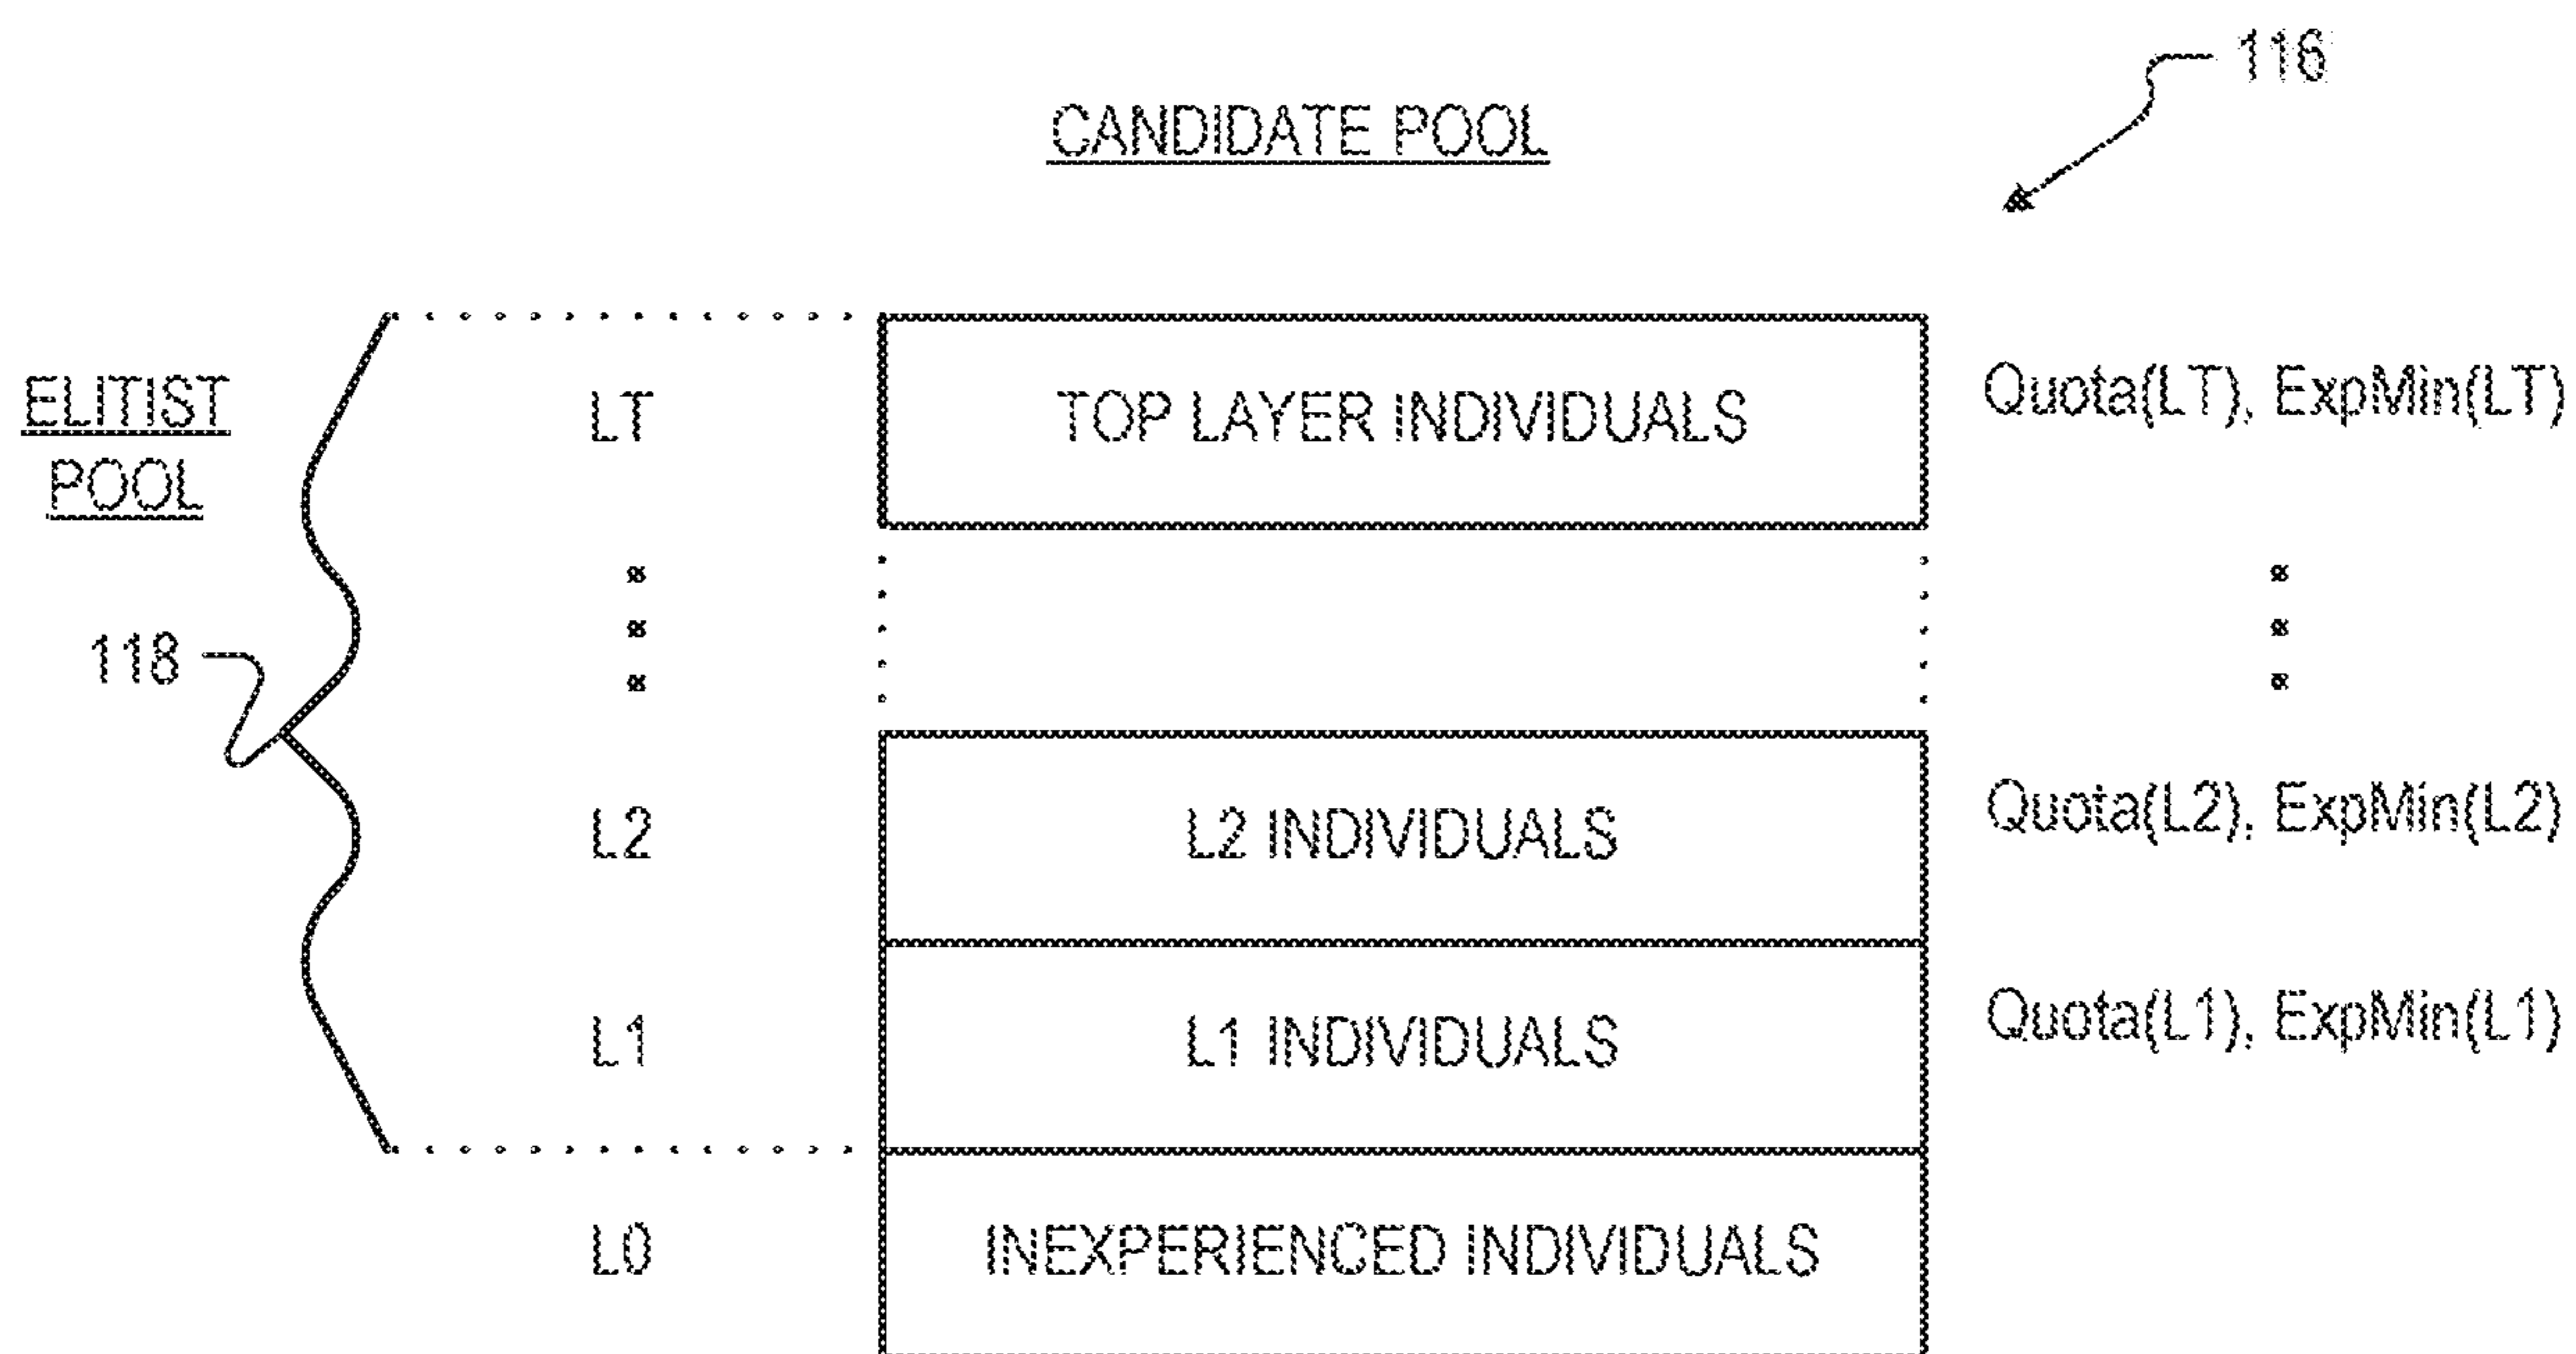 116
CANDIDATE POOL
ELITIST
POOL
LT
TOP LAYER INDIVIDUALS
Quota(LT), ExpMin(LT)
118
L2
L2 INDIVIDUALS
Quota(L2), ExpMin(L2)
L1
L1 INDIVIDUALS
Quota(L1), ExpMin(L1)
L0
INEXPERIENCED INDIVIDUALS